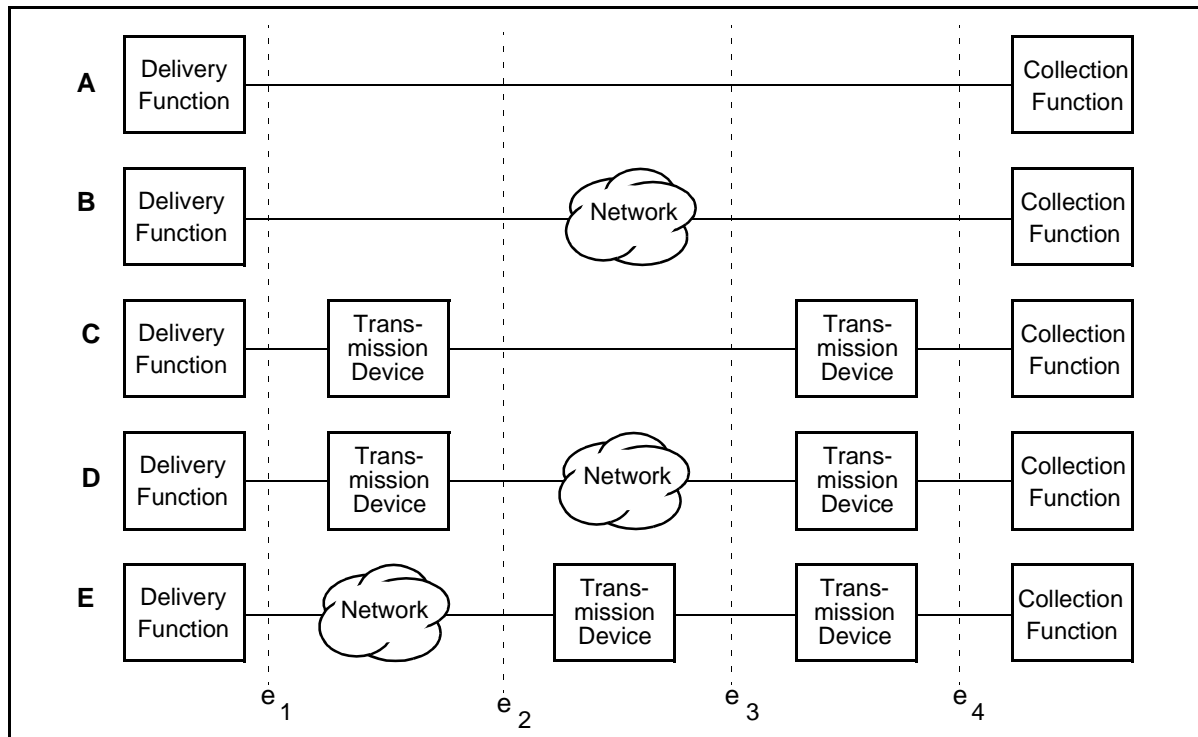 A
Delivery
Function
Collection
Function
B
Delivery
Function
Network
Collection
Function
C
Delivery
Function
Trans-
mission
Device
Trans-
mission
Device
Collection
Function
D
Delivery
Function
Trans-
mission
Device
Network
Trans-
mission
Device
Collection
Function
E
Delivery
Function
Network
Trans-
mission
Device
Trans-
mission
Device
Collection
Function
e1
e2
e3
e4